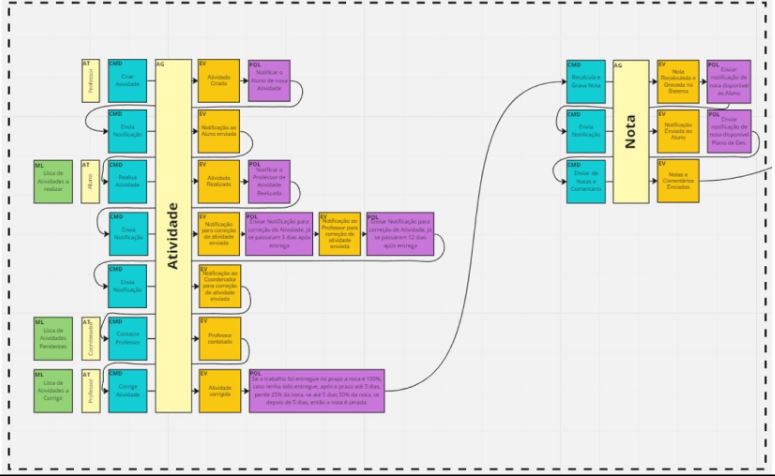 AT
Professor
CMD
Criar
Atividade
AG
Atividade
EV
Atividade
Criada
POL
Notificar o
Aluno de nova
Atividade
CMD
Envia
Notificação
EV
Notificação ao
Aluno enviada
ML
Lista de
Atividades a
realizar
AT
Aluno
CMD
Realiza
Atividade
EV
Atividade
Realizada
POL
Notificar o
Professor de
Atividade
Realizada
CMD
Envia
Notificação
EV
Notificação
para correção
de atividade
enviada
POL
Enviar Notificação para
correção de Atividade, já
se passaram 3 dias após
entrega
EV
Notificação ao
Professor para
correção de
atividade
enviada
POL
Enviar Notificação para
correção de Atividade, já
se passaram 12 dias
após entrega
CMD
Envia
Notificação
EV
Notificação ao
Coordenador
para correção
de atividade
enviada
ML
Lista de
Atividades
Pendentes
AT
Coordenador
CMD
Contacta
Professor
EV
Professor
contatado
ML
Lista de
Atividades a
Corrigir
AT
Professor
CMD
Corrige
Atividade
EV
Atividade
corrigida
POL
Se o trabalho foi entregue no prazo a nota é 100%,
caso tenha sido entregue, após o prazo até 3 dias,
perde 25% da nota, se até 5 dias 50% da nota, se
depois de 5 dias, então a nota é zerada.
CMD
Recalcula e
Grava Nota
AG
Nota
EV
Nota
Recalculada e
Gravada no
Sistema
POL
Enviar
notificação de
nota disponível
ao Aluno
CMD
Envia
Notificação
EV
Notificação
Enviada ao
Aluno
POL
Enviar
notificação de
nota disponível
Plano de Des.
CMD
Enviar de
Notas e
Comentário
EV
Notas e
Comentários
Enviados